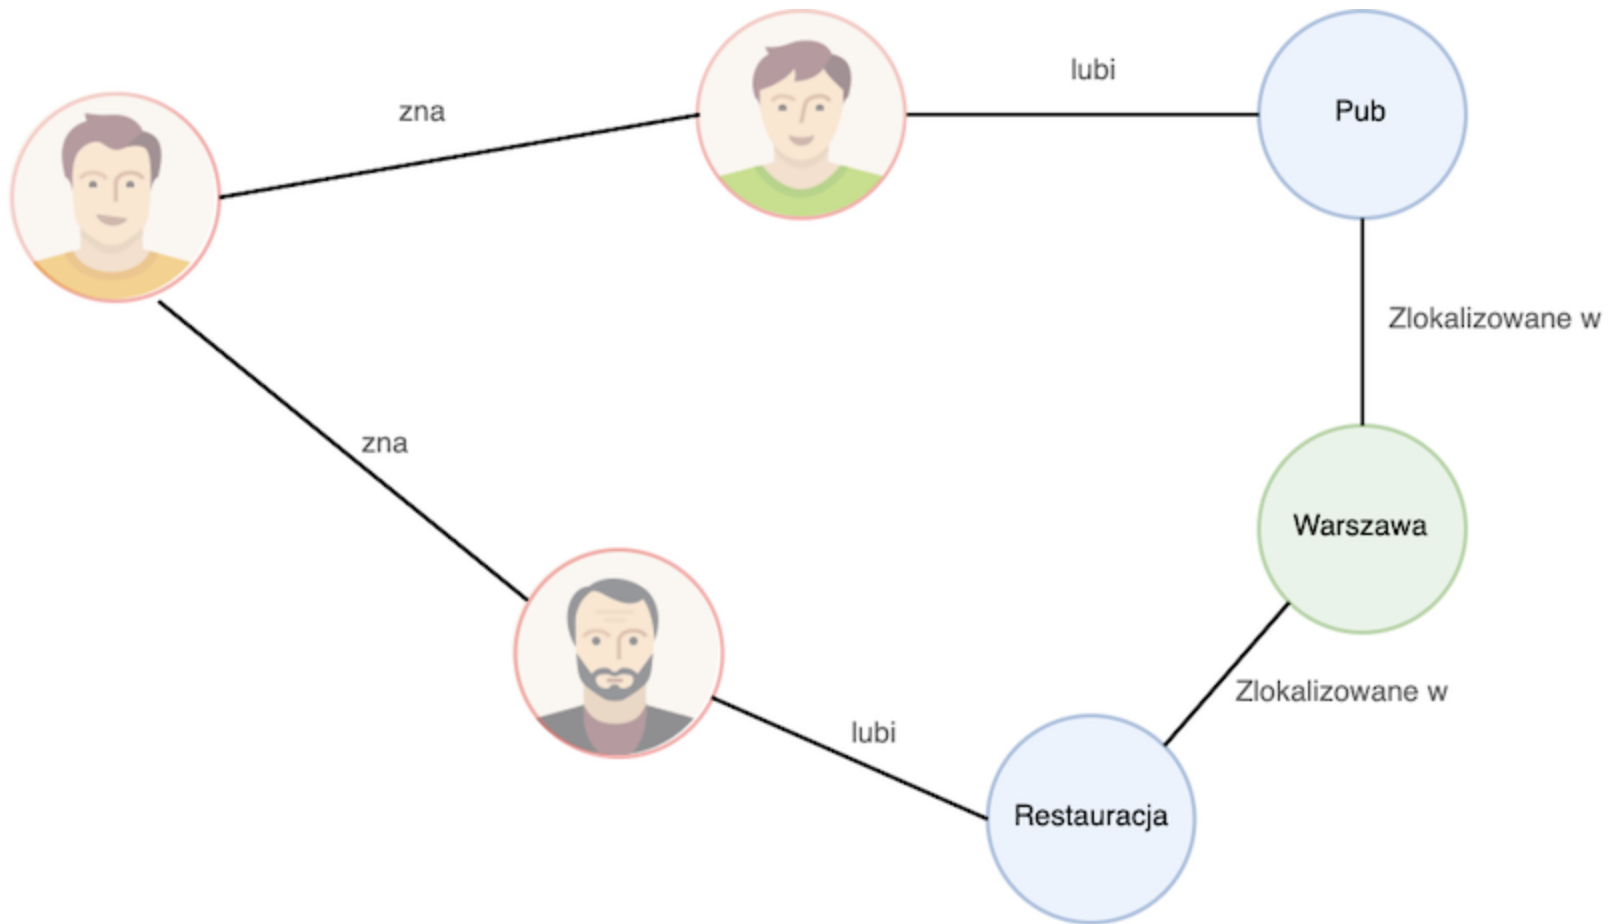 zna
lubi
Pub
Zlokalizowane w
zna
Warszawa
Zlokalizowane w
lubi
Restauracja